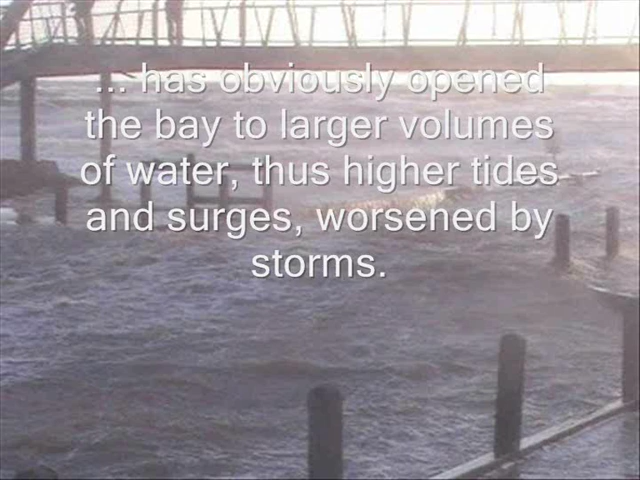 ... has obviously opened
the bay to larger volumes
of water, thus higher tides
and surges, worsened by
storms.